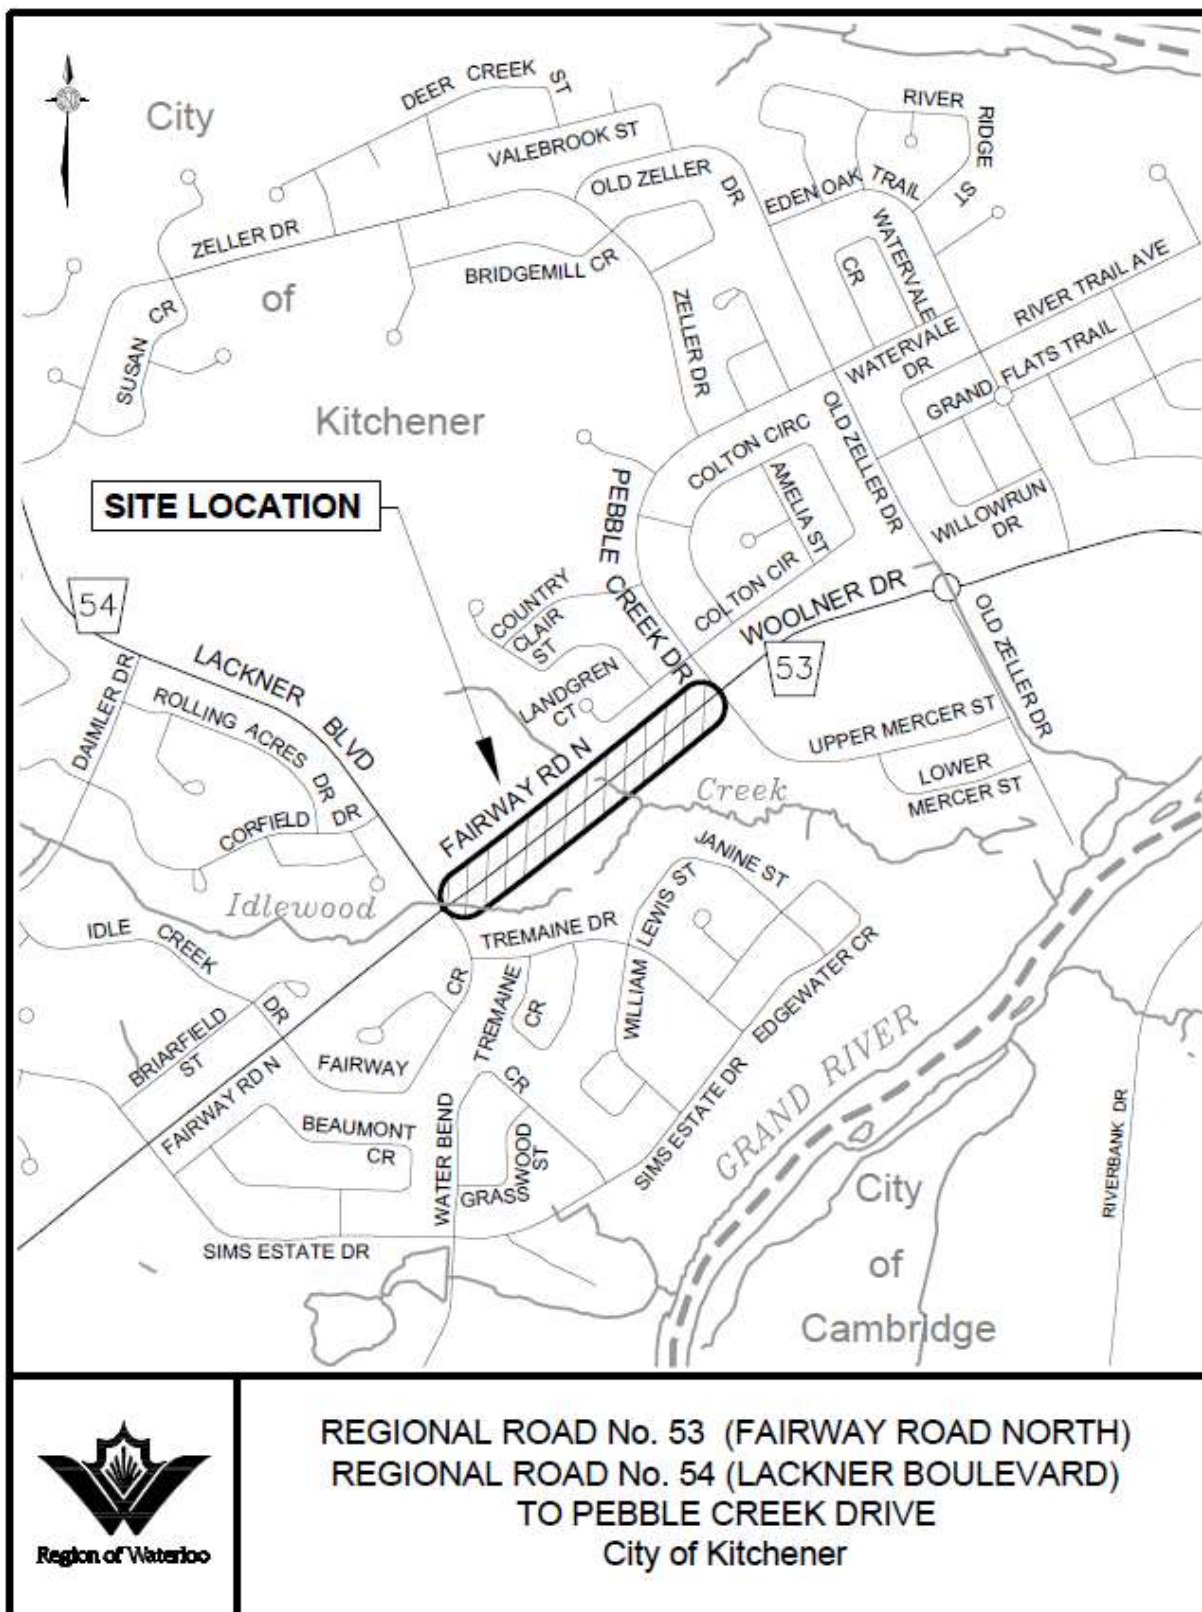 City
of
Kitchener
DEER CREEK ST
VALEBROOK ST
OLD ZELLER DR
RIVER RIDGE ST
EDEN OAK TRAIL
ZELLER DR
BRIDGEMILL CR
SUSAN CR
ZELLER DR
CR
WATERVALE
WATERVALE
DR
RIVER TRAIL AVE
GRAND FLATS TRAIL
COLTON CIRC
OLD ZELLER DR
AMELIA ST
WILLOWRUN
DR
SITE LOCATION
PEBBLE CREEK DR
54
COUNTRY
CLAIR
ST
COLTON CIR
WOOLNER DR
53
OLD ZELLER DR
LACKNER BLVD
DAIMLER DR
ROLLING ACRES DR
LANDGREN
CT
UPPER MERCER ST
LOWER
MERCER ST
FAIRWAY RD N
Creek
CORFIELD DR
JANINE ST
Idlewood
IDLE CREEK DR
TREMAINE DR
WILLIAM LEWIS ST
EDGEWATER CR
TREMAINE CR
CR
FAIRWAY CR
BRIARFIELD
ST
FAIRWAY RD N
BEAUMONT
CR
WATER BEND
GRASSWOOD ST
SIMS ESTATE DR
SIMS ESTATE DR
GRAND RIVER
RIVERBANK DR
City
of
Cambridge
Region of Waterloo
REGIONAL ROAD No. 53 (FAIRWAY ROAD NORTH)
REGIONAL ROAD No. 54 (LACKNER BOULEVARD)
TO PEBBLE CREEK DRIVE
City of Kitchener